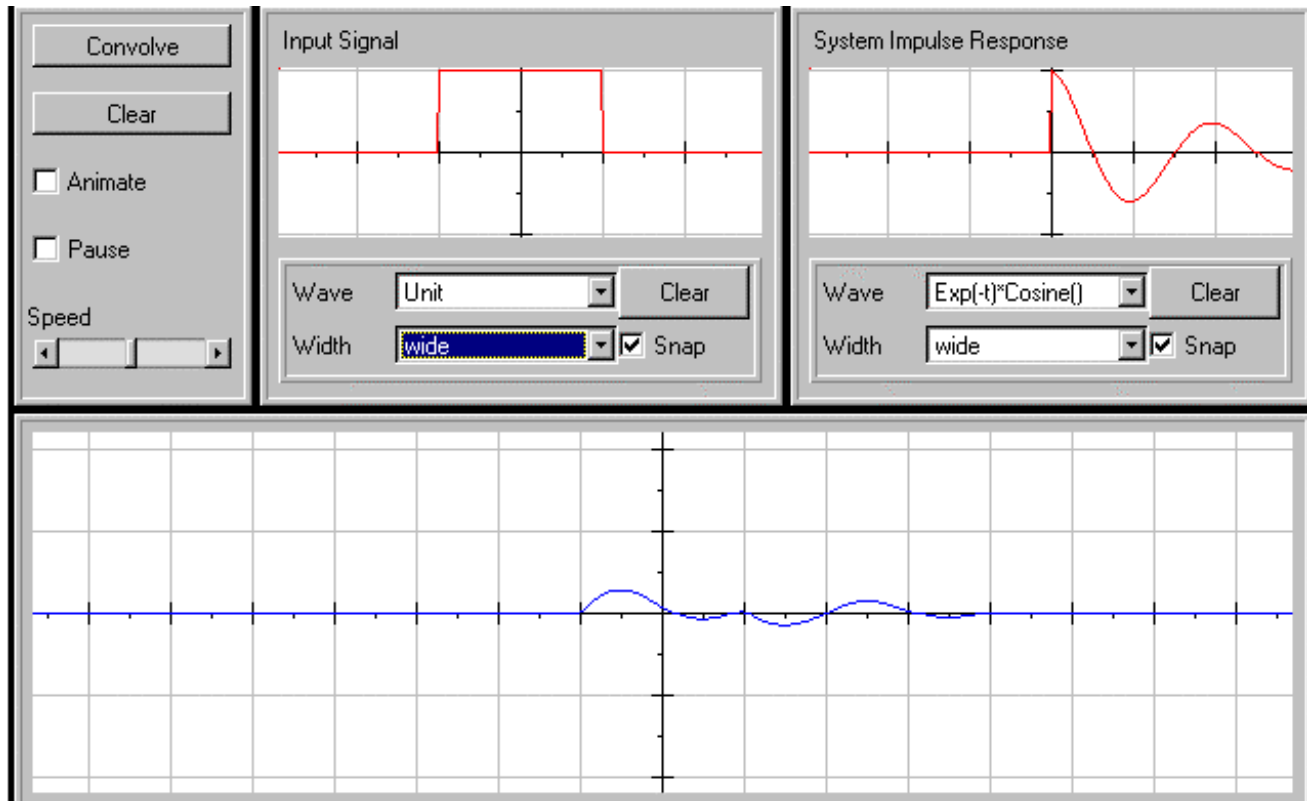 Convolve
Clear
Animate
Pause
Speed
Input Signal
Wave Unit Clear
Width wide Snap
System Impulse Response
Wave Exp(-t)*Cosine() Clear
Width wide Snap